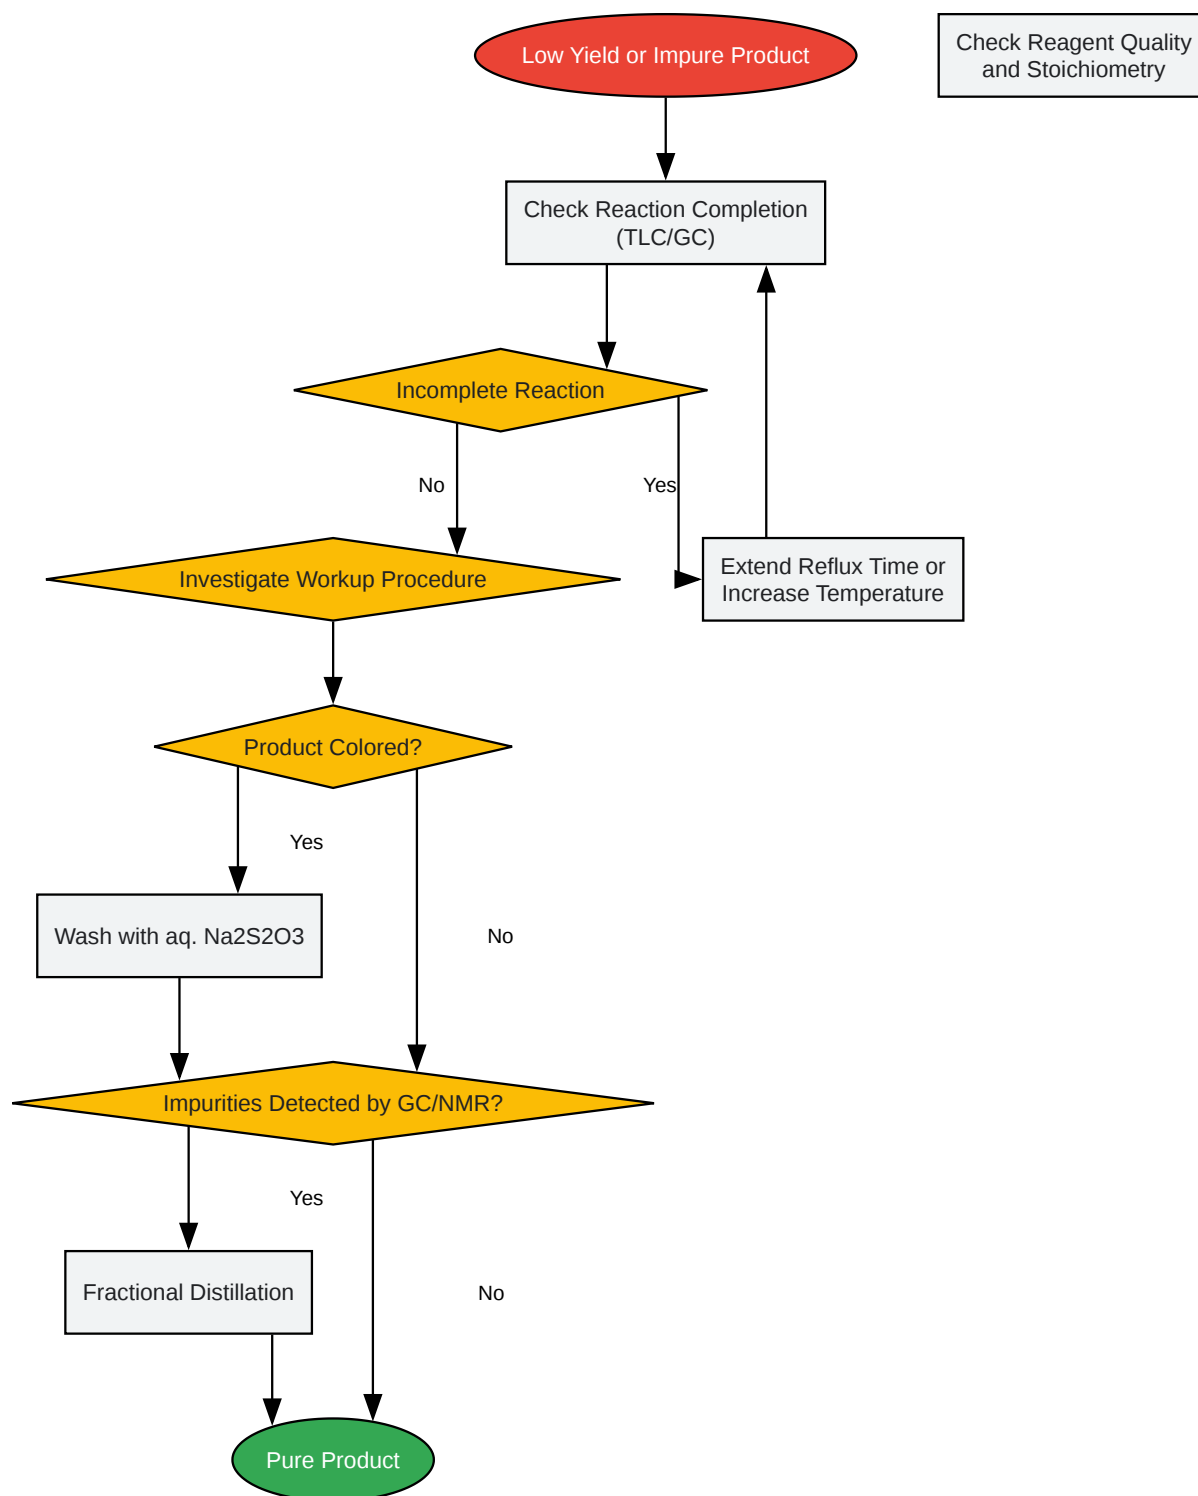 Low Yield or Impure Product
Check Reagent Quality
and Stoichiometry
Check Reaction Completion
(TLC/GC)
Incomplete Reaction
No
Yes
Investigate Workup Procedure
Extend Reflux Time or
Increase Temperature
Product Colored?
Yes
Wash with aq. Na2S2O3
No
Impurities Detected by GC/NMR?
Yes
Fractional Distillation
No
Pure Product